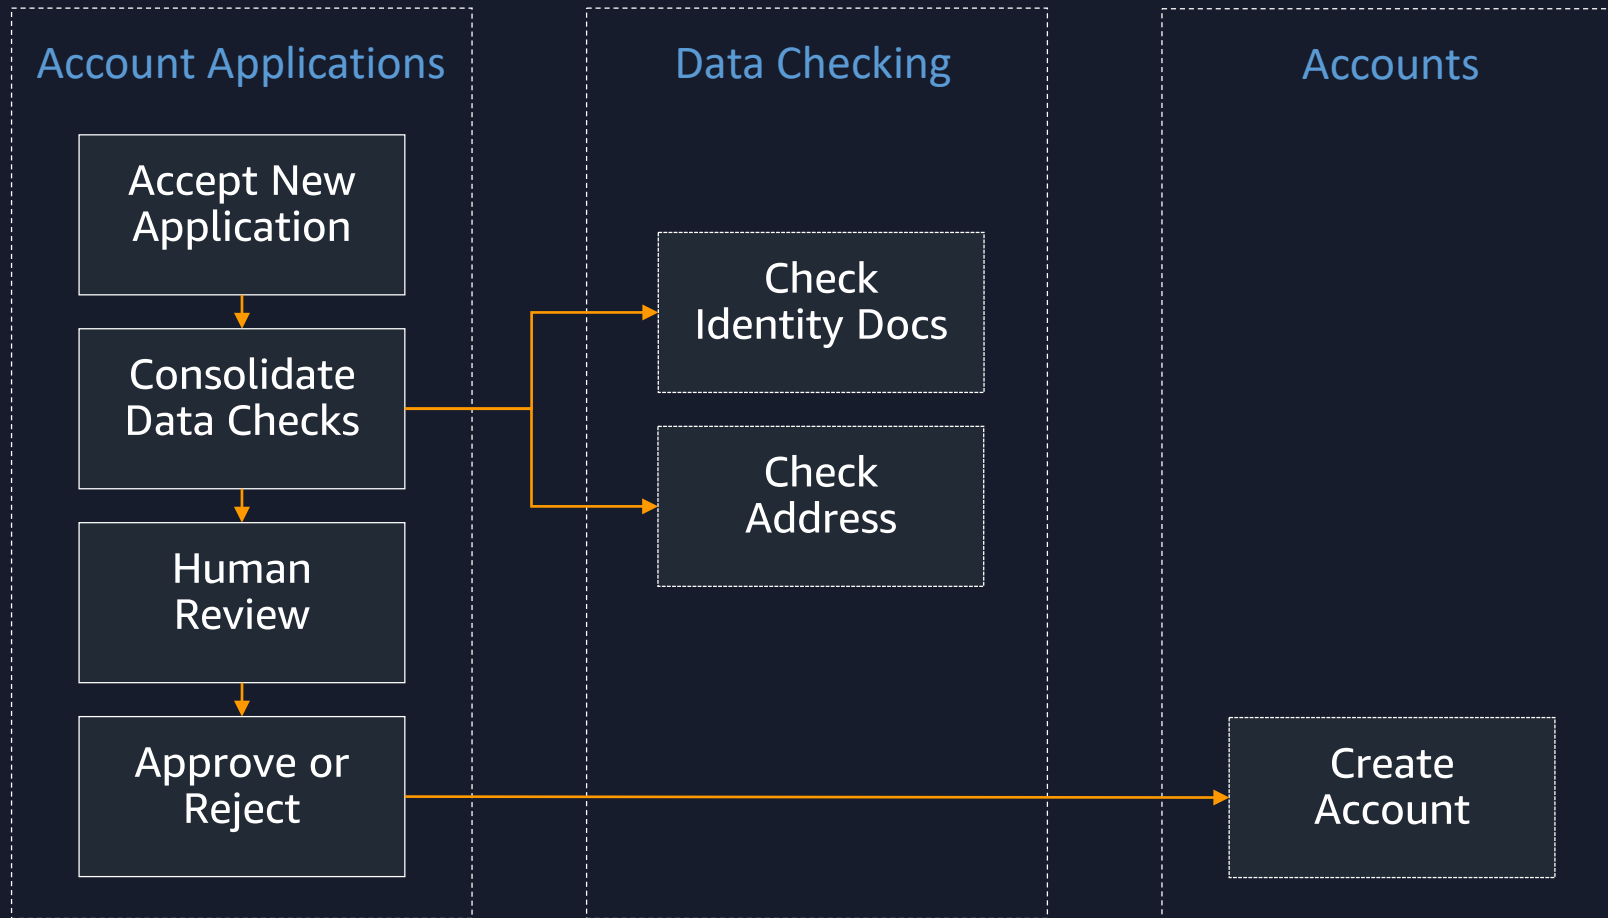 Account Applications
Data Checking
Accounts
Accept New
Application
Consolidate
Data Checks
Human
Review
Approve or
Reject
Check
Identity Docs
Check
Address
Create
Account